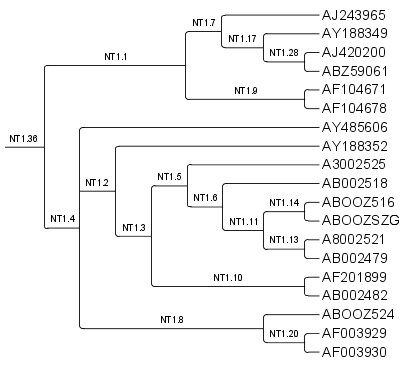 AJ243965
NT1.7
AY188349
NT1.17
AJ420200
NT1.28
NT1.1
ABZ59061
AF104671
NT1.9
AF104678
AY485606
NT1.36
AY188352
A3002525
NT1.5
NT1.2
AB002518
NT1.6
ABOOZ516
NT1.14
NT1.4
ABOOZSZG
NT1.11
NT1.3
A8002521
NT1.13
AB002479
AF201899
NT1.10
AB002482
ABOOZ524
NT1.8
AF003929
NT1.20
AF003930